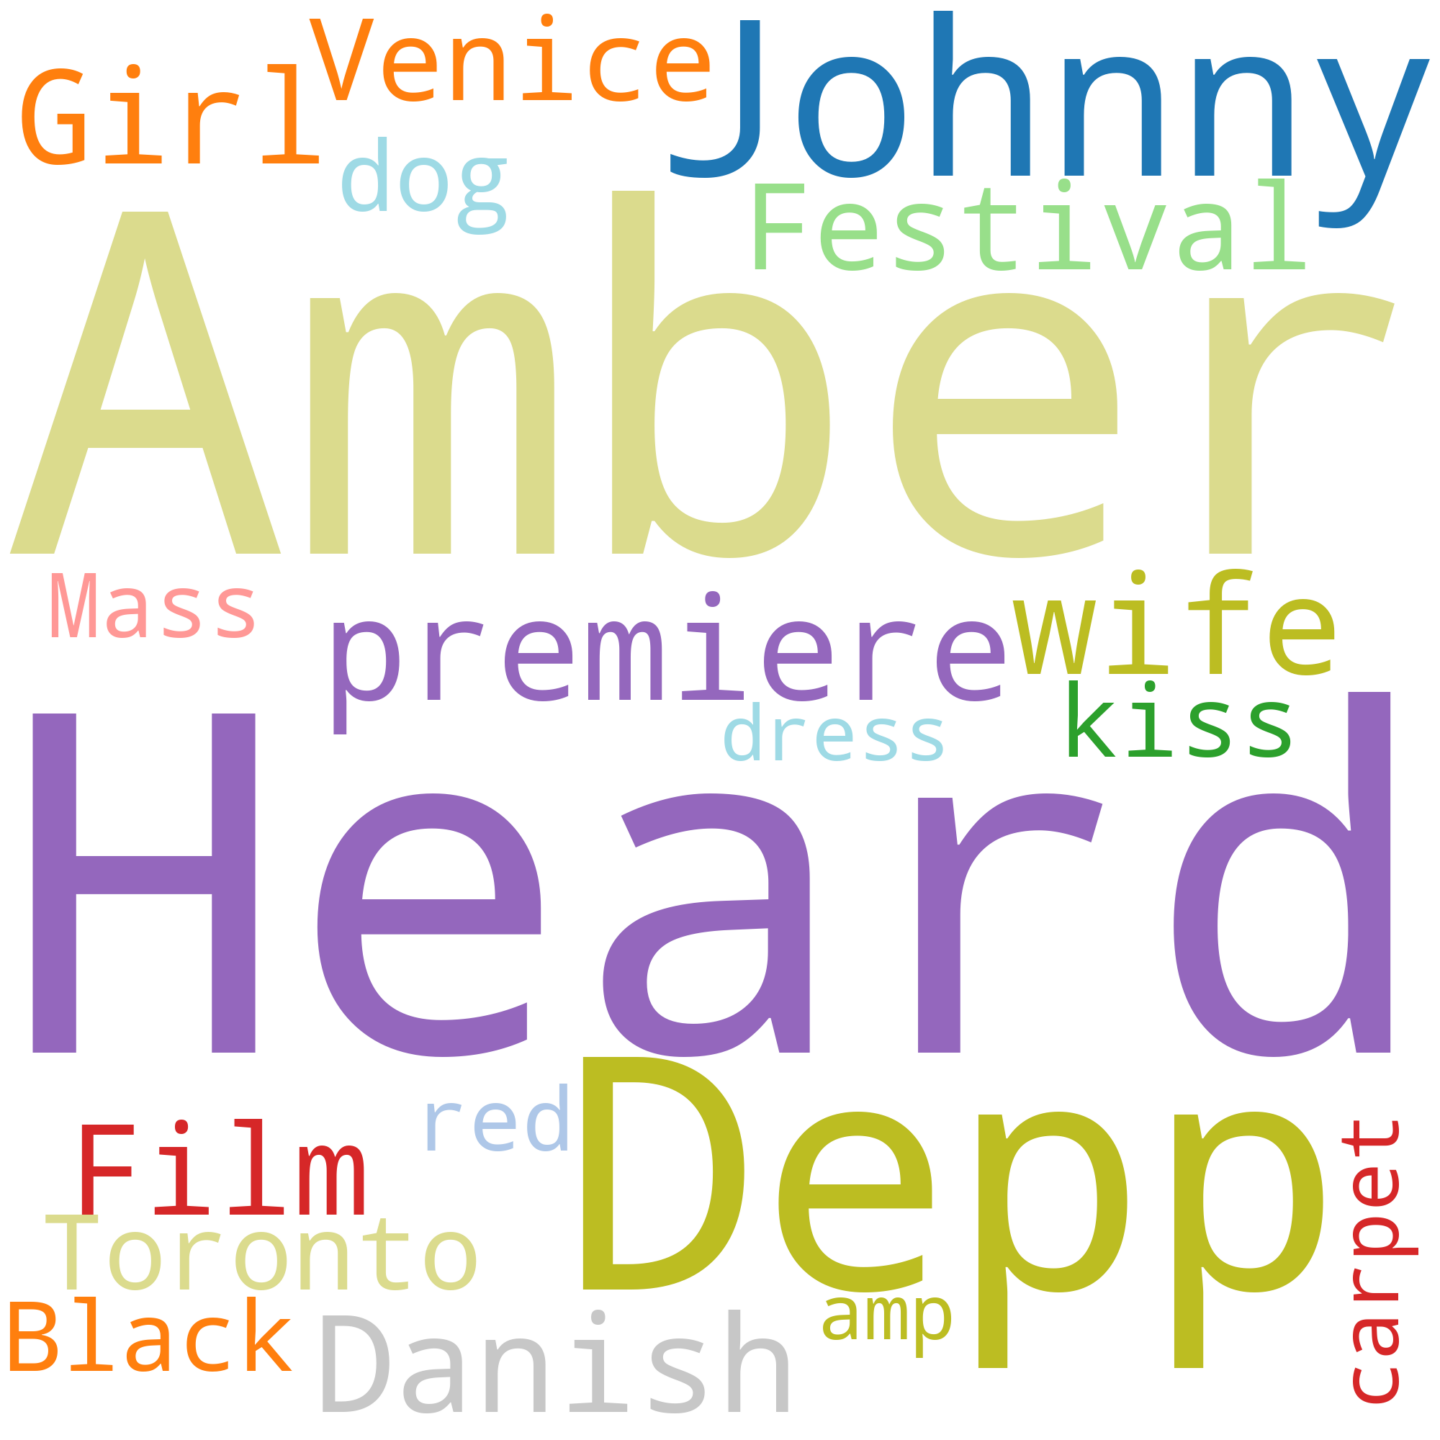 Girl Venice Johnny
dog Festival
Amber
Mass premiere wife
dress kiss
Heard
Film red Depp carpet
Toronto
Black Danish amp